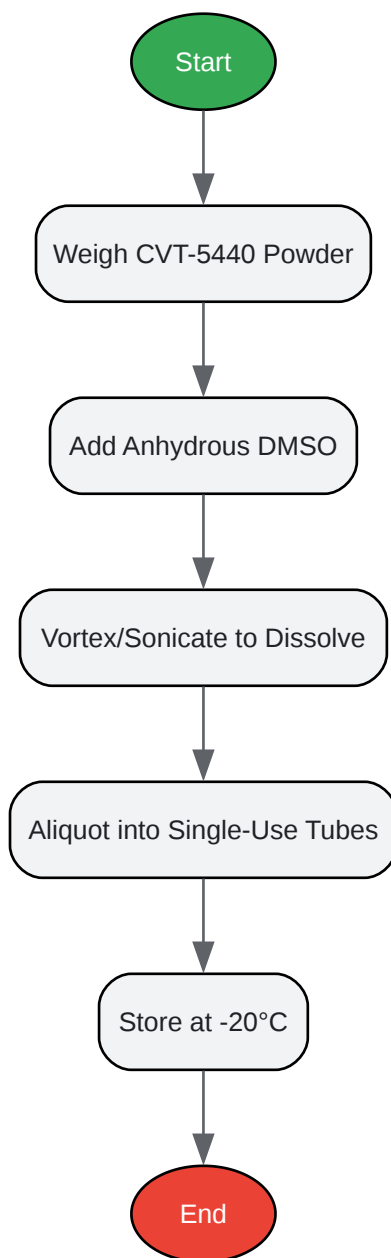 Start
Weigh CVT-5440 Powder
Add Anhydrous DMSO
Vortex/Sonicate to Dissolve
Aliquot into Single-Use Tubes
Store at -20°C
End